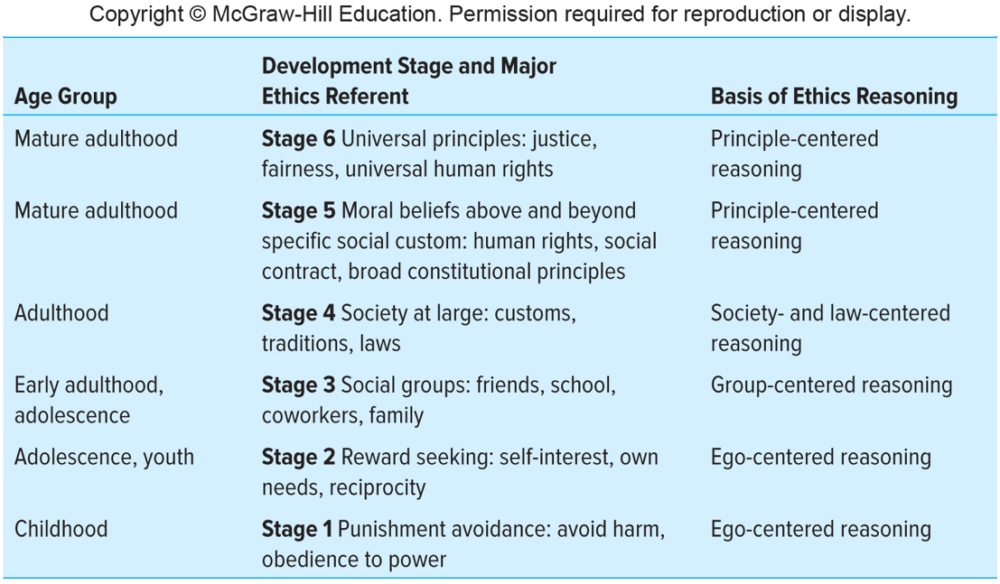 Copyright © McGraw-Hill Education. Permission required for reproduction or display.
Age Group
Development Stage and Major
Ethics Referent
Basis of Ethics Reasoning
Mature adulthood
Stage 6 Universal principles: justice,
fairness, universal human rights
Principle-centered
reasoning
Mature adulthood
Stage 5 Moral beliefs above and beyond
specific social custom: human rights, social
contract, broad constitutional principles
Principle-centered
reasoning
Adulthood
Stage 4 Society at large: customs,
traditions, laws
Society- and law-centered
reasoning
Early adulthood,
adolescence
Stage 3 Social groups: friends, school,
coworkers, family
Group-centered reasoning
Adolescence, youth
Stage 2 Reward seeking: self-interest, own
needs, reciprocity
Ego-centered reasoning
Childhood
Stage 1 Punishment avoidance: avoid harm,
obedience to power
Ego-centered reasoning